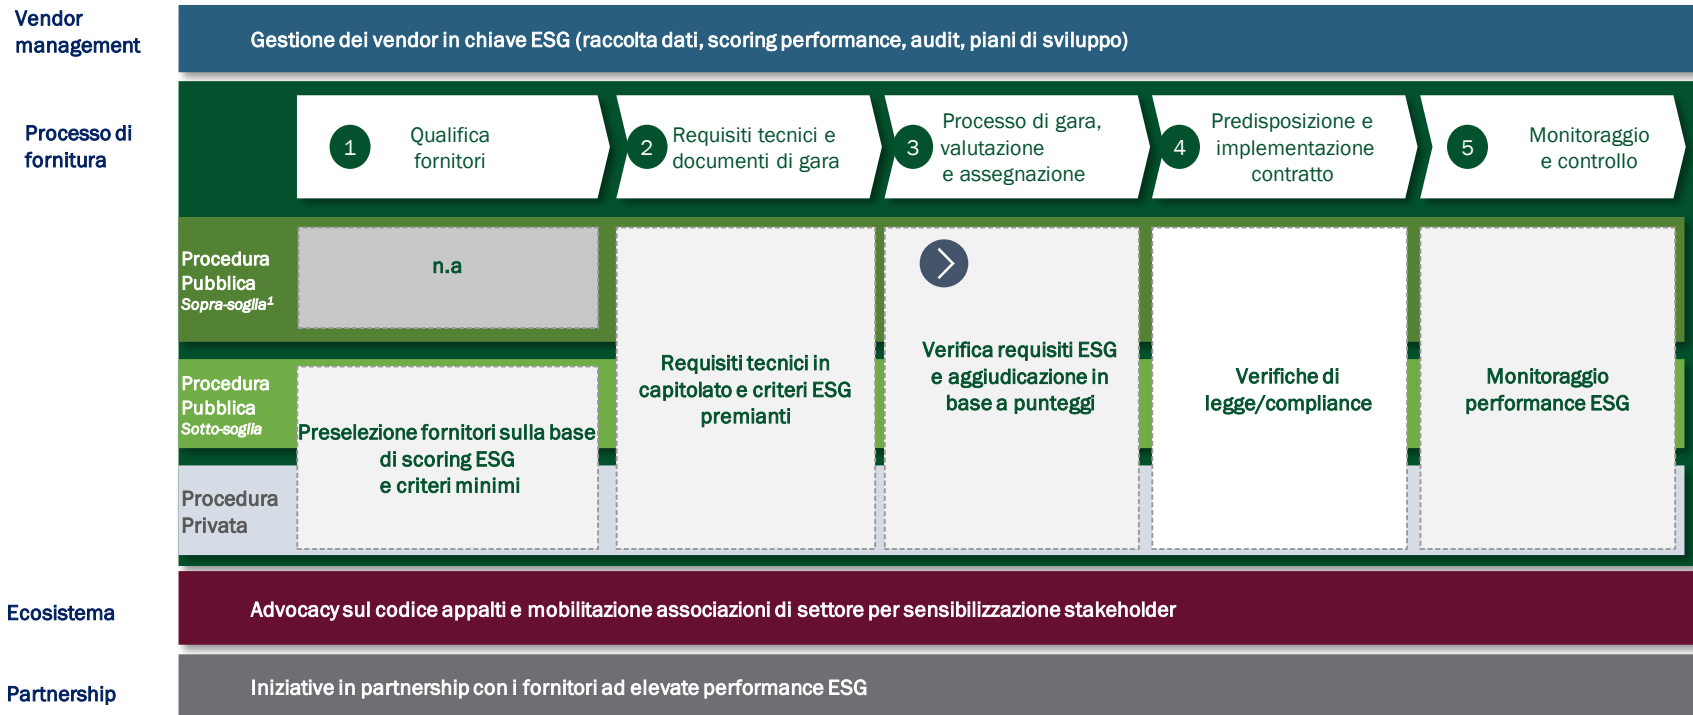 Vendor
management
Gestione dei vendor in chiave ESG (raccolta dati, scoring performance, audit, piani di sviluppo)
Processo di
fornitura
1
Qualifica
fornitori
2
Requisiti tecnici e
documenti di gara
3
Processo di gara,
valutazione
e assegnazione
4
Predisposizione e
implementazione
contratto
5
Monitoraggio
e controllo
Procedura
Pubblica
Sopra-soglia¹
n.a
Procedura
Pubblica
Sotto-soglia
Procedura
Privata
Preselezione fornitori sulla base
di scoring ESG
e criteri minimi
Requisiti tecnici in
capitolato e criteri ESG
premianti
Verifica requisiti ESG
e aggiudicazione in
base a punteggi
Verifiche di
legge/compliance
Monitoraggio
performance ESG
Ecosistema
Advocacy sul codice appalti e mobilitazione associazioni di settore per sensibilizzazione stakeholder
Partnership
Iniziative in partnership con i fornitori ad elevate performance ESG